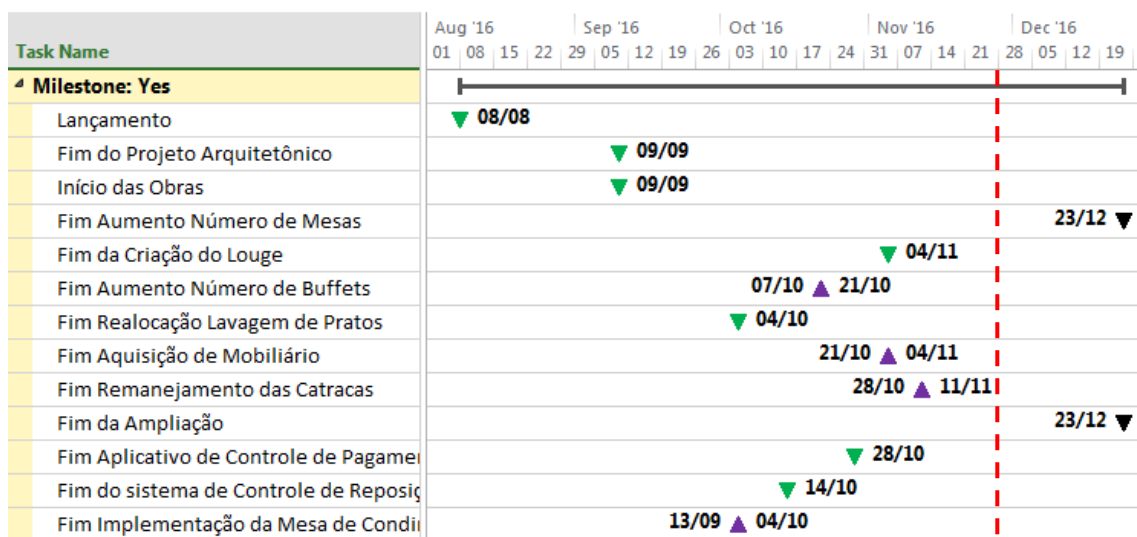 Aug '16 Sep '16 Oct '16 Nov '16 Dec '16
Task Name 01 08 15 22 29 05 12 19 26 03 10 17 24 31 07 14 21 28 05 12 19
Milestone: Yes
Lançamento 08/08
Fim do Projeto Arquitetônico 09/09
Início das Obras 09/09
Fim Aumento Número de Mesas 23/12
Fim da Criação do Louge 04/11
Fim Aumento Número de Buffets 07/10 21/10
Fim Realocação Lavagem de Pratos 04/10
Fim Aquisição de Mobiliário 21/10 04/11
Fim Remanejamento das Catracas 28/10 11/11
Fim da Ampliação 23/12
Fim Aplicativo de Controle de Pagame 28/10
Fim do sistema de Controle de Reposiç 14/10
Fim Implementação da Mesa de Condi 13/09 04/10